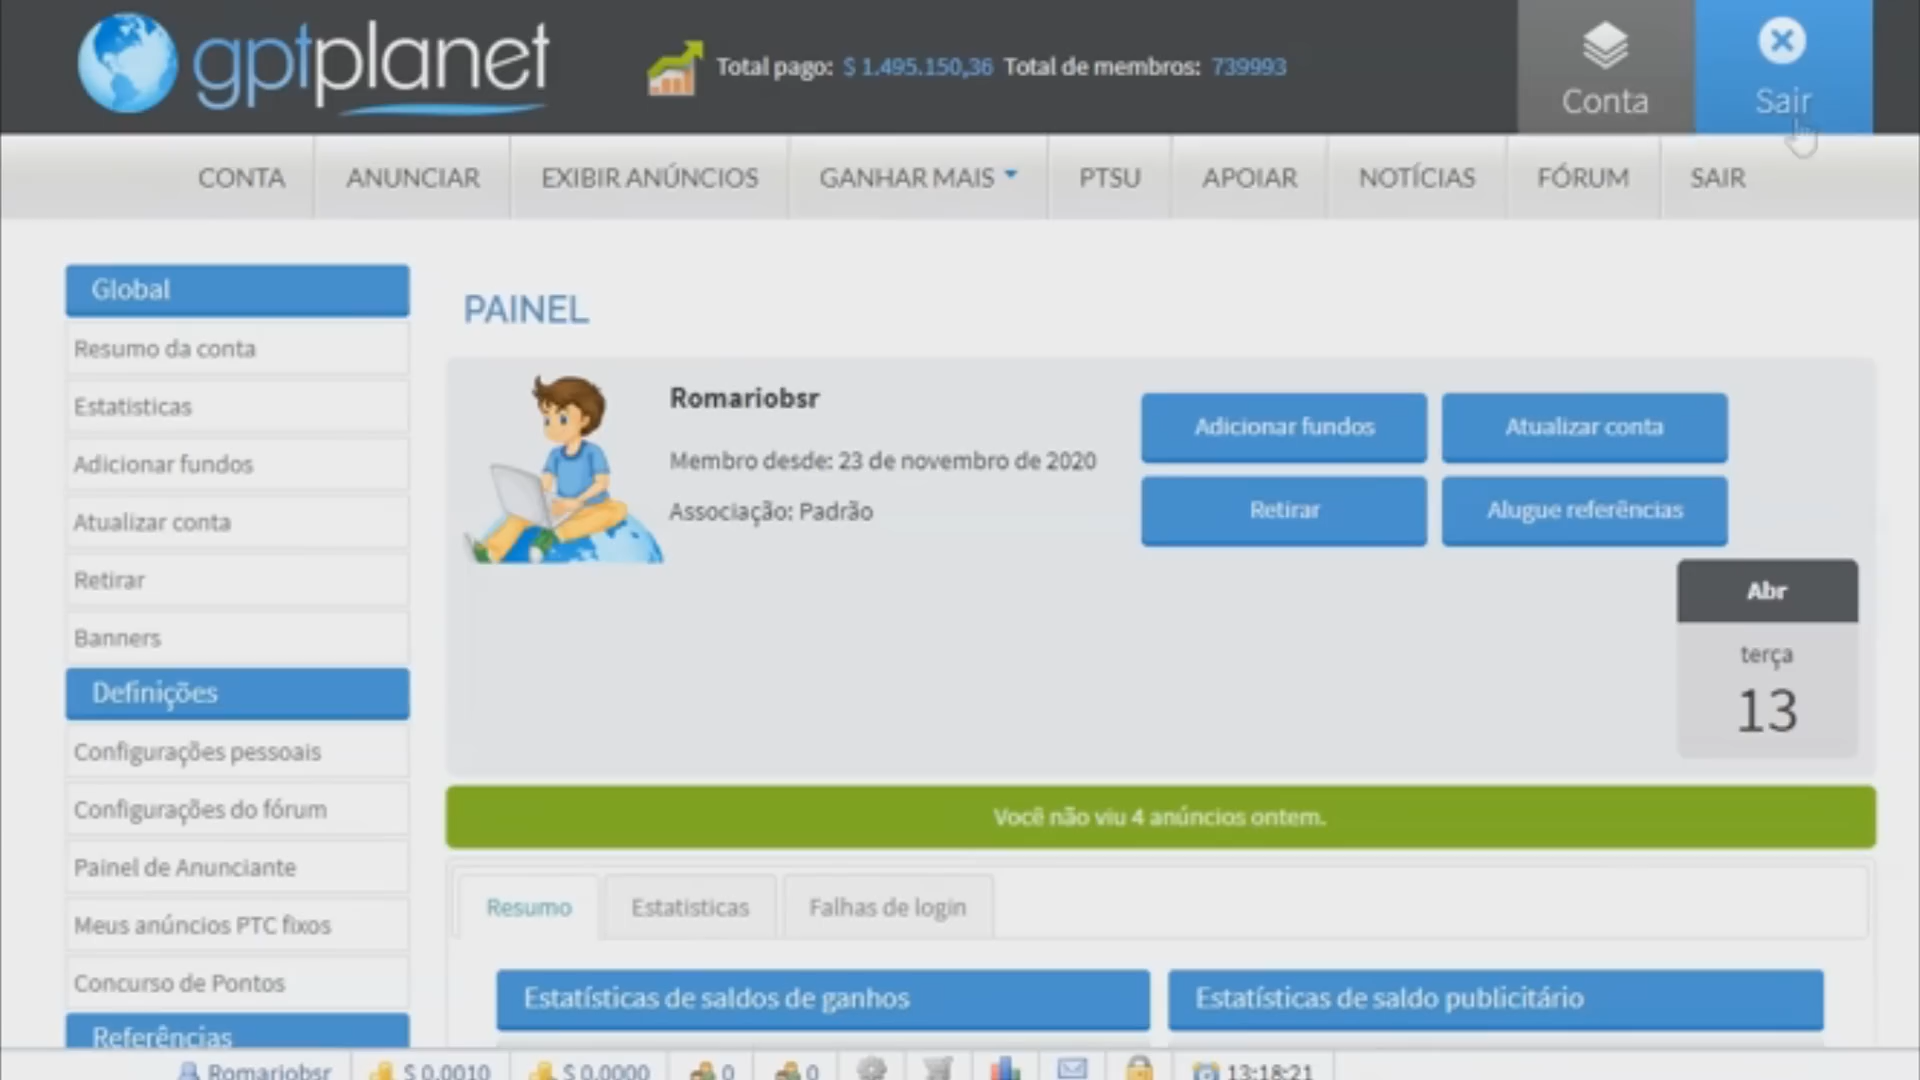 gptplanet
Total pago: $ 1.495.150,36 Total de membros: 739993
Conta
Sair
CONTA
ANUNCIAR
EXIBIR ANÚNCIOS
GANHAR MAIS
PTSU
APOIAR
NOTÍCIAS
FÓRUM
SAIR
Global
Resumo da conta
Estatisticas
Adicionar fundos
Atualizar conta
Retirar
Banners
Definições
Configurações pessoais
Configurações do fórum
Painel de Anunciante
Meus anúncios PTC fixos
Concurso de Pontos
Referências
PAINEL
Romariobsr
Membro desde: 23 de novembro de 2020
Associação: Padrão
Adicionar fundos
Atualizar conta
Retirar
Alugue referências
Abr
terça
13
Você não viu 4 anúncios ontem.
Resumo
Estatisticas
Falhas de login
Estatísticas de saldos de ganhos
Estatísticas de saldo publicitário
Romariobsr
$ 0.0010
$ 0.0000
0
0
13:18:21